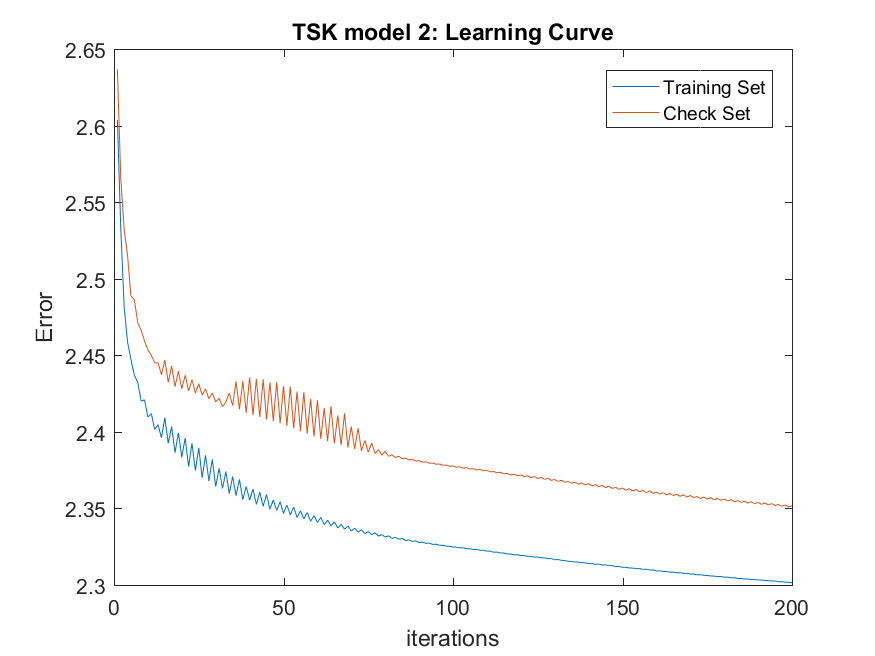 TSK model 2: Learning Curve
2.65
2.6
2.55
2.5
2.45
2.4
2.35
2.3
Error
Training Set
Check Set
0 50 100 150 200
iterations